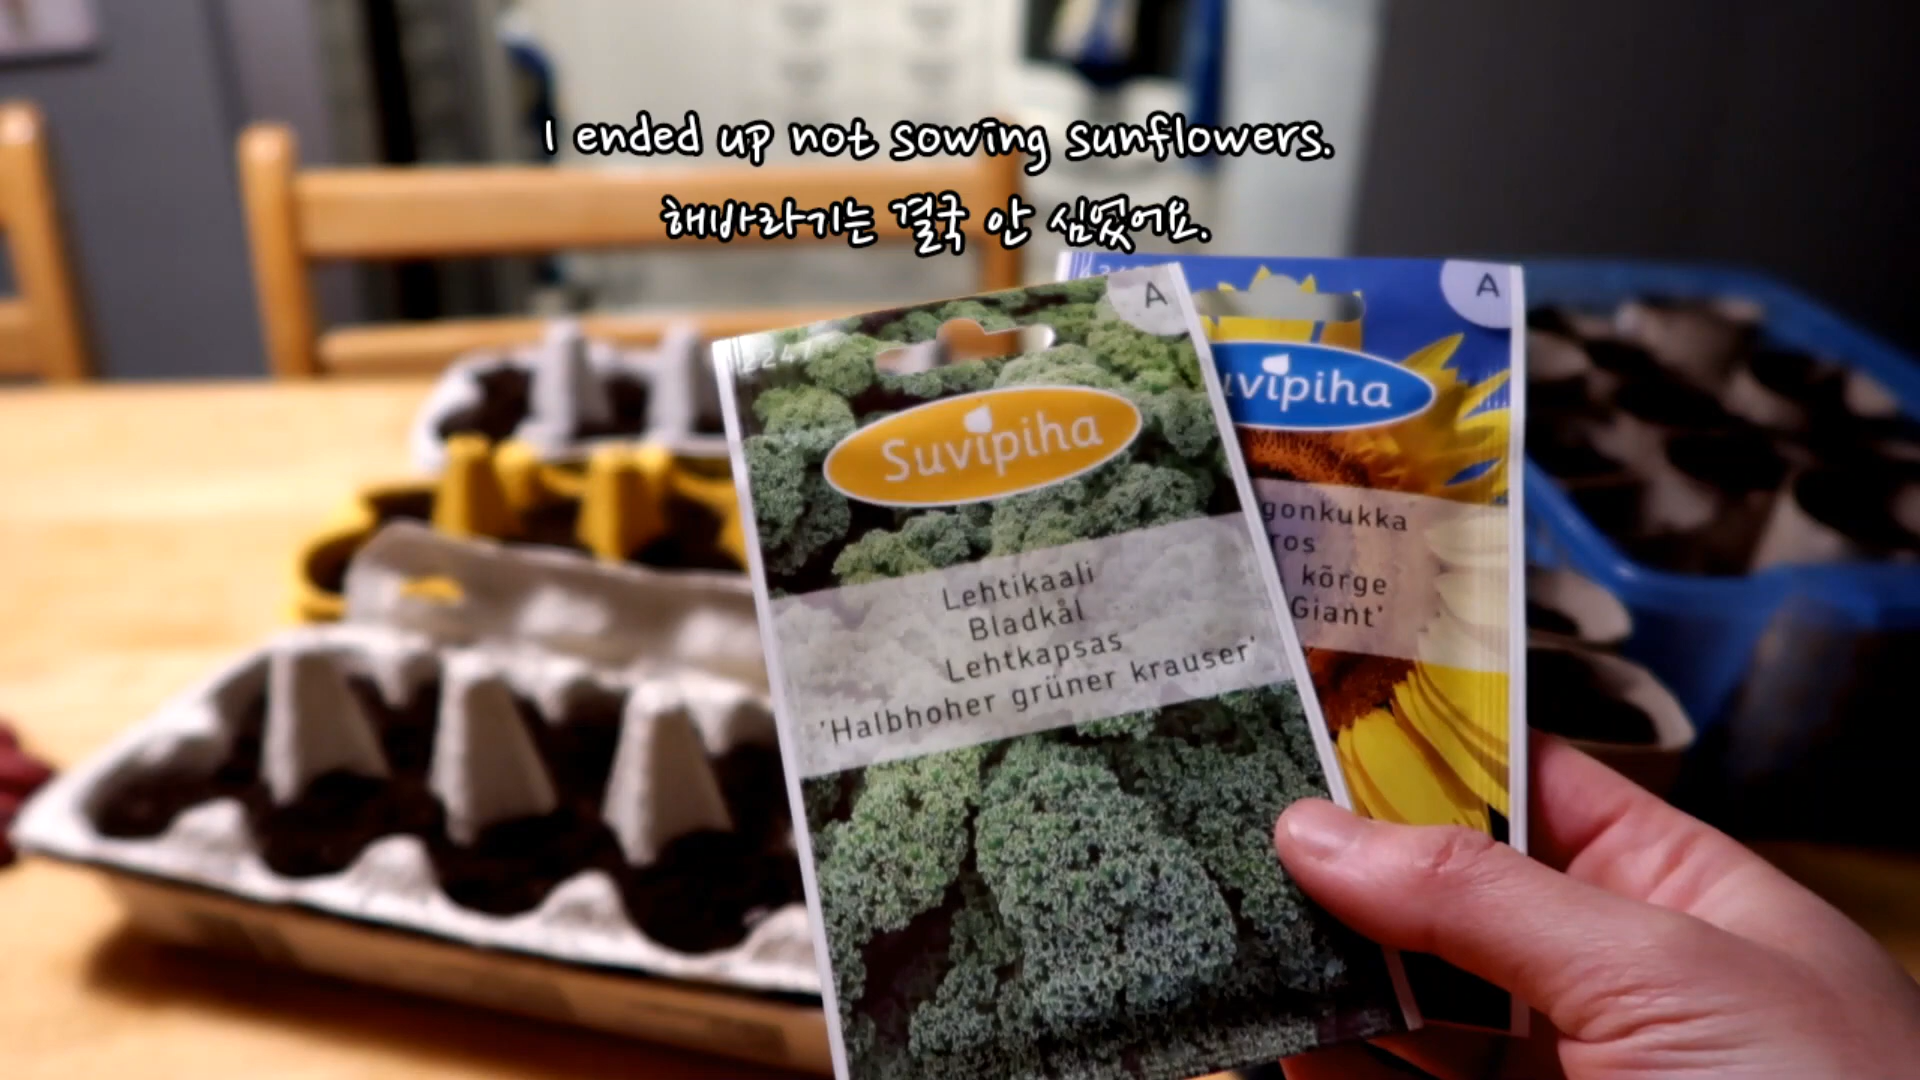 I ended up not sowing sunflowers.
해바라기는 결국 안 심었어요.
A
Suvipiha
Lehtikaali
Bladkål
Lehtkapsas
'Halbhoher grüner krauser'
A
uvipiha
gonkukka
ros
kõrge
Giant'